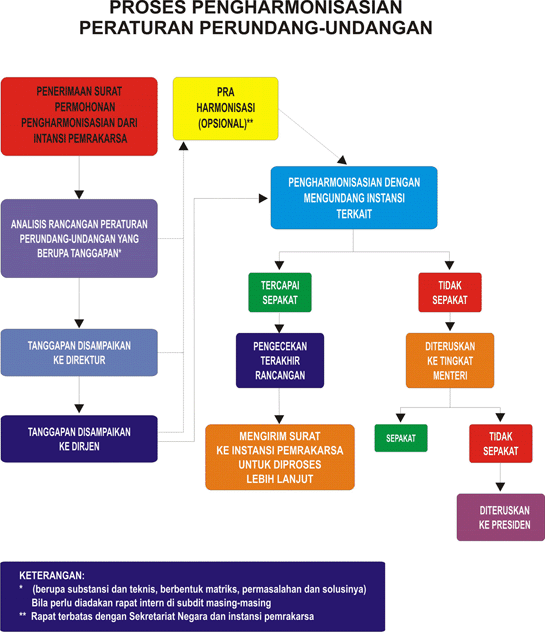 PROSES PENGHARMONISASIAN
PERATURAN PERUNDANG-UNDANGAN
PENERIMAAN SURAT
PERMOHONAN
PENGHARMONISASIAN DARI
INTANSI PEMRAKARSA
PRA
HARMONISASI
(OPSIONAL)**
ANALISIS RANCANGAN PERATURAN
PERUNDANG-UNDANGAN YANG
BERUPA TANGGAPAN*
PENGHARMONISASIAN DENGAN
MENGUNDANG INSTANSI
TERKAIT
TANGGAPAN DISAMPAIKAN
KE DIREKTUR
TANGGAPAN DISAMPAIKAN
KE DIRJEN
TERCAPAI
SEPAKAT
TIDAK
SEPAKAT
PENGECEKAN
TERAKHIR
RANCANGAN
DITERUSKAN
KE TINGKAT
MENTERI
MENGIRIM SURAT
KE INSTANSI PEMRAKARSA
UNTUK DIPROSES
LEBIH LANJUT
SEPAKAT
TIDAK
SEPAKAT
DITERUSKAN
KE PRESIDEN
KETERANGAN:
* (berupa substansi dan teknis, berbentuk matriks, permasalahan dan solusinya)
Bila perlu diadakan rapat intern di subdit masing-masing
** Rapat terbatas dengan Sekretariat Negara dan instansi pemrakarsa